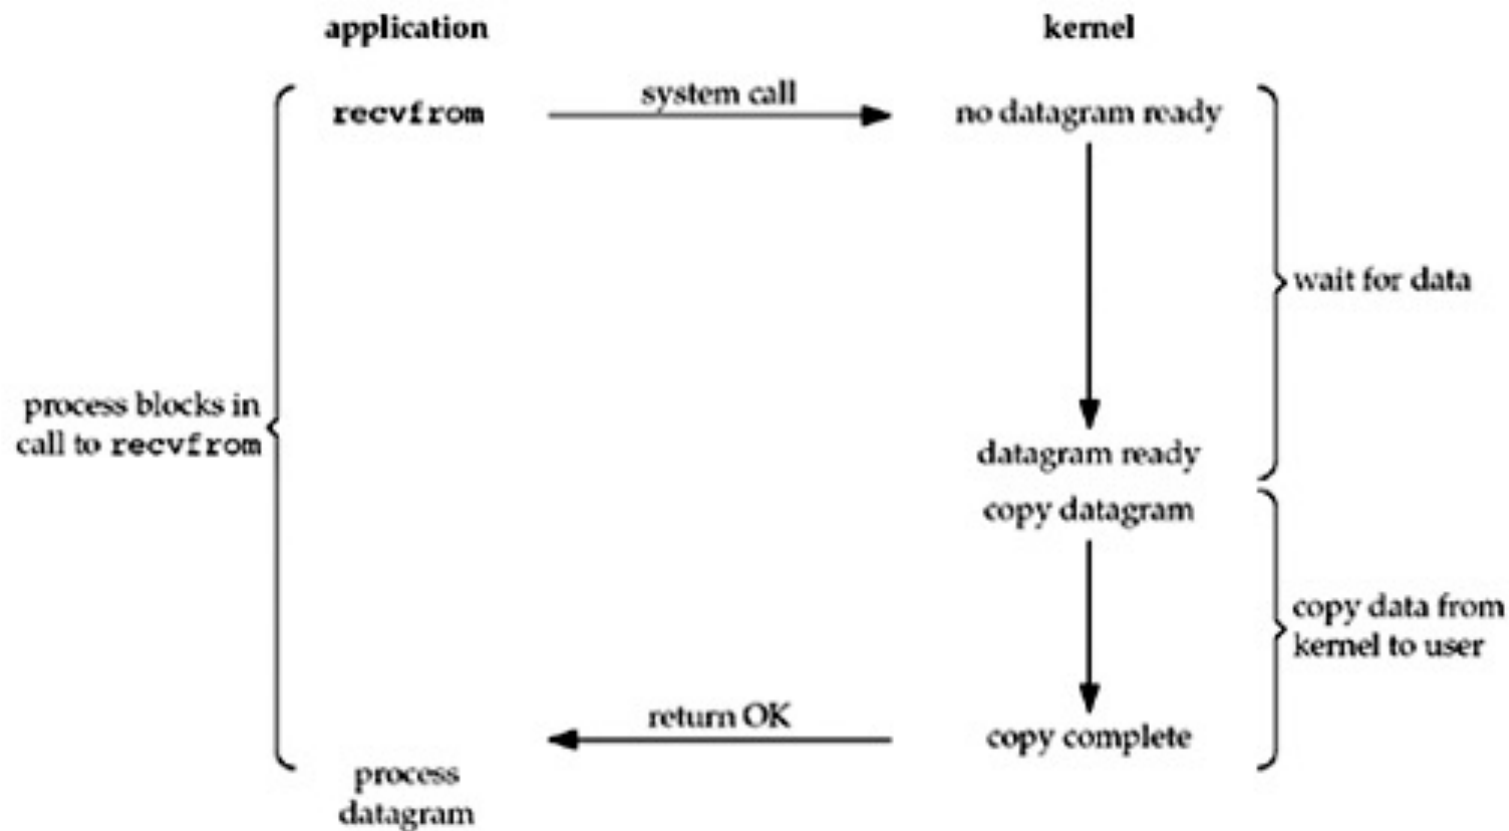 application
kernel
recvfrom
system call
no datagram ready
wait for data
process blocks in
call to recvfrom
datagram ready
copy datagram
copy data from
kernel to user
return OK
copy complete
process
datagram